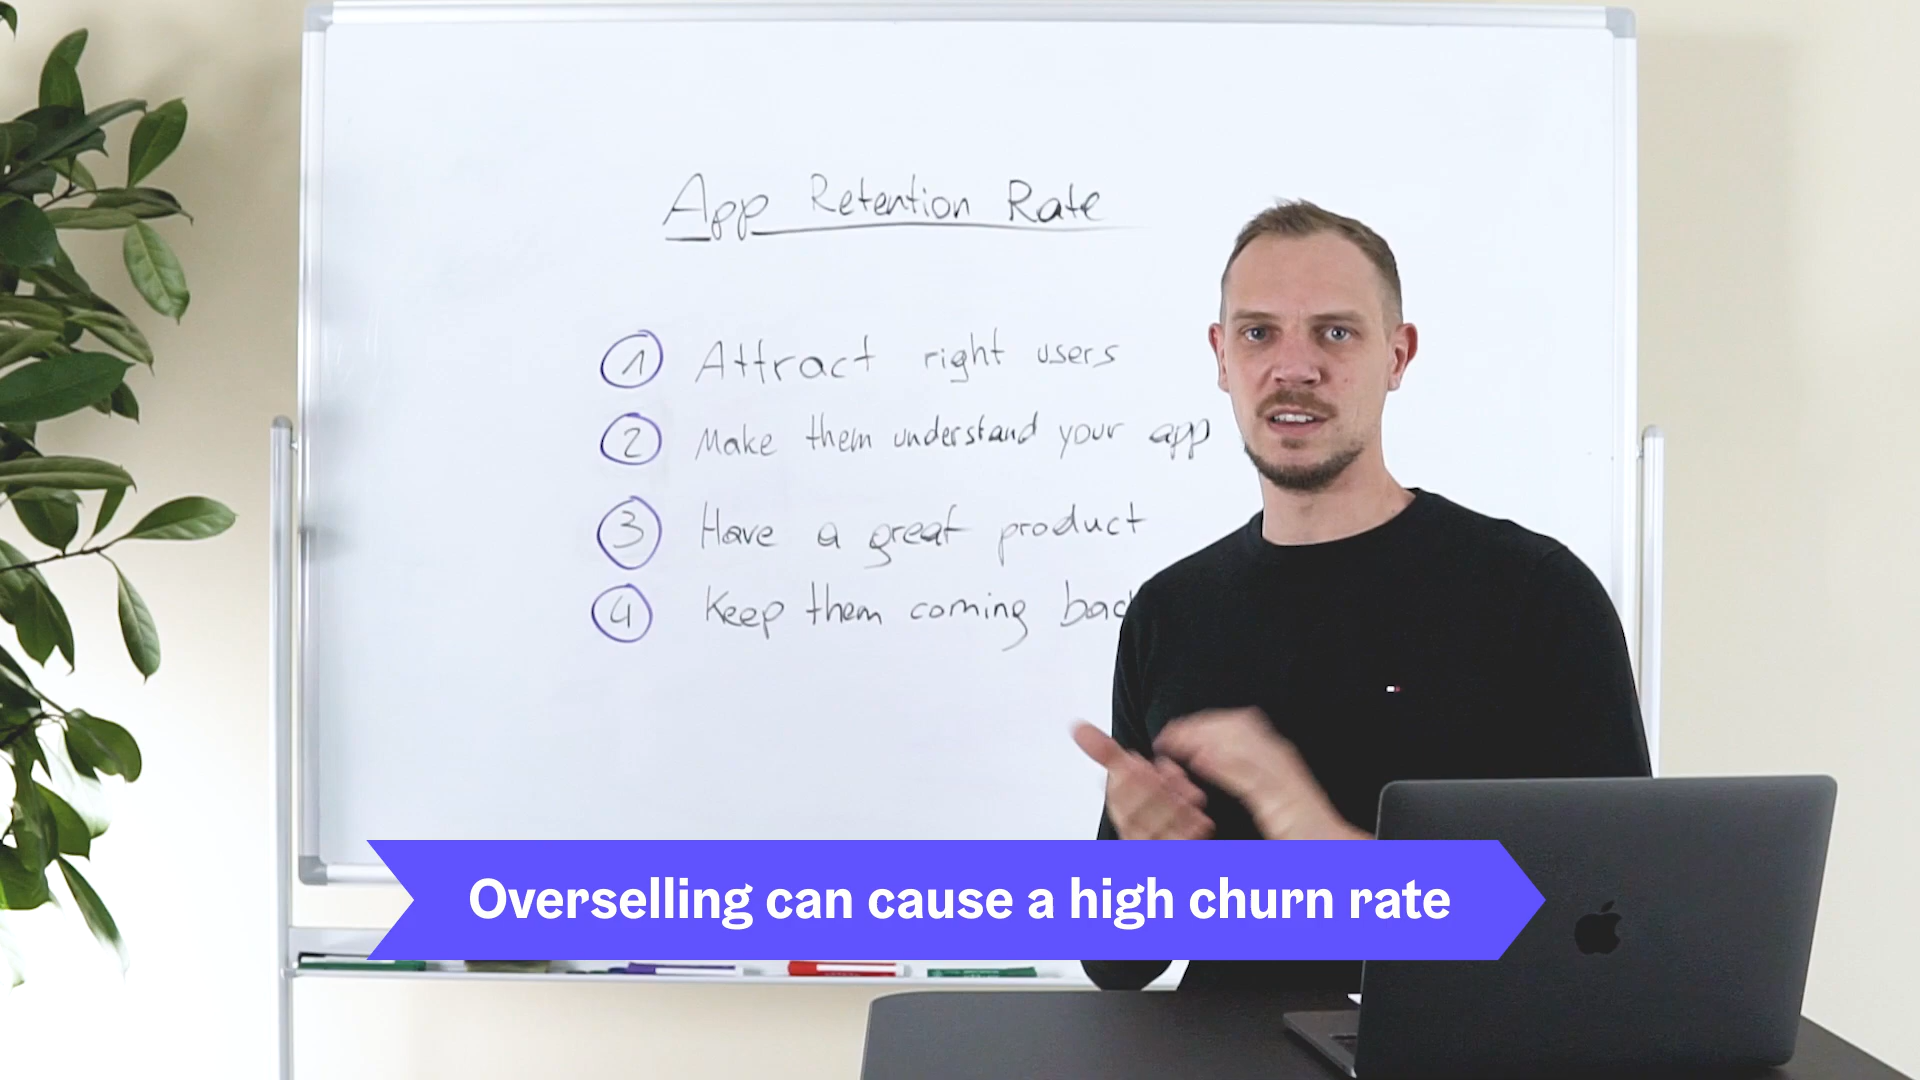 App Retention Rate
1 Attract right users
2 Make them understand your app
3 Have a great product
4 Keep them coming bac
Overselling can cause a high churn rate